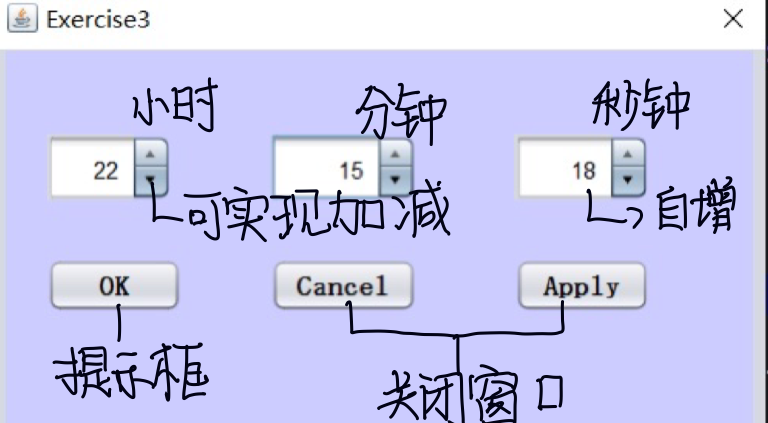 Exercise3
小时 分钟 秒钟
22 15 18
可实现加减 自增
OK Cancel Apply
提示框 关闭窗口